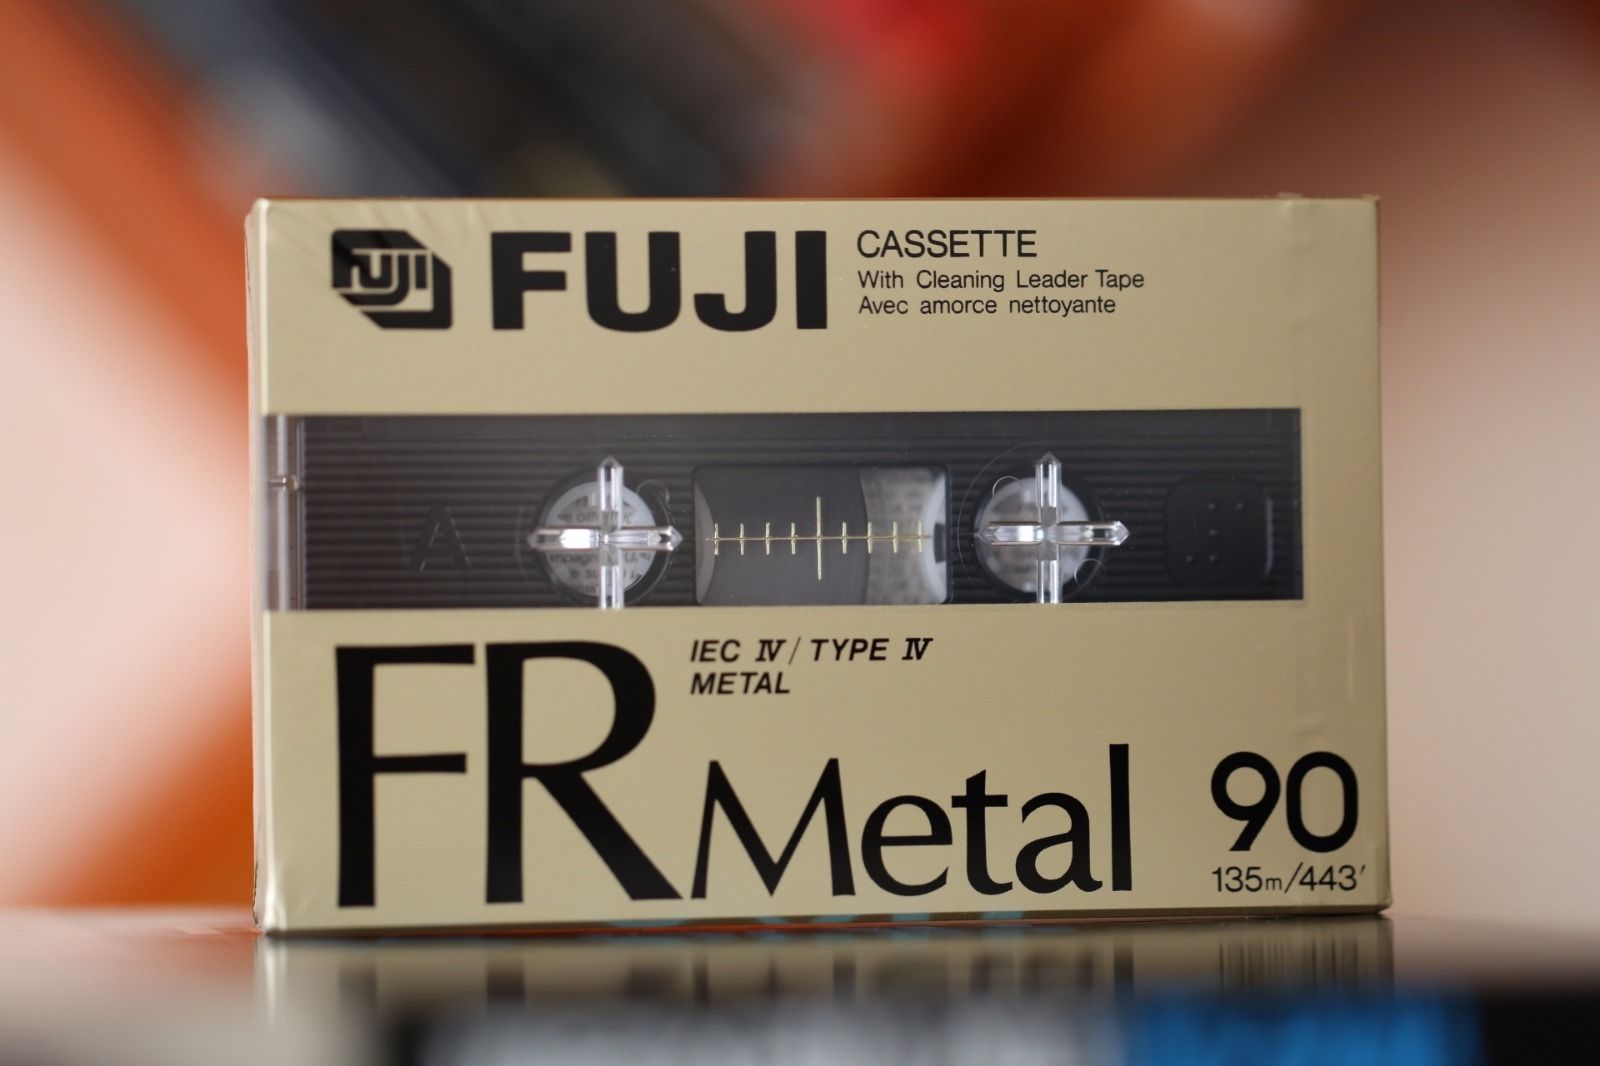 FUJI
FUJI
CASSETTE
With Cleaning Leader Tape
Avec amorce nettoyante
A
IEC IV / TYPE IV
METAL
FR Metal
90
135m/443'